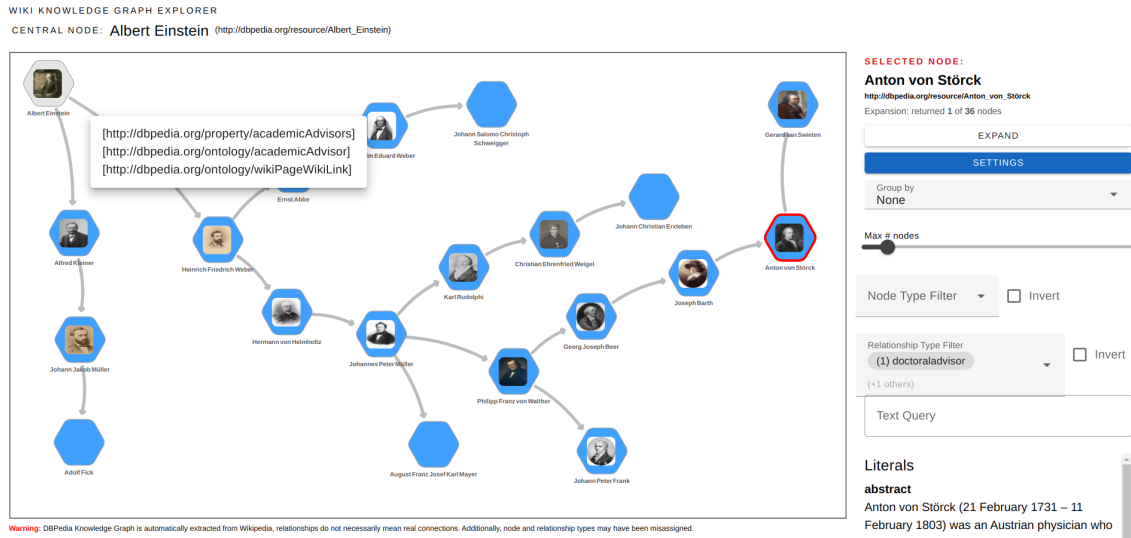 WIKI KNOWLEDGE GRAPH EXPLORER
CENTRAL NODE: Albert Einstein (http://dbpedia.org/resource/Albert_Einstein)
Albert Einstein
[http://dbpedia.org/property/academicAdvisors]
[http://dbpedia.org/ontology/academicAdvisor]
[http://dbpedia.org/ontology/wikiPageWikiLink]
Eduard Weber
Johann Salomo Christoph
Schweigger
Gerard van Swieten
Ernst Abbe
Alfred Kleiner
Heinrich Friedrich Weber
Christian Ehrenfried Weigel
Johann Christian Erxleben
Anton von Störck
Karl Rudolphi
Joseph Barth
Hermann von Helmholtz
Johannes Peter Müller
Georg Joseph Beer
Johann Jakob Müller
Philipp Franz von Walther
Adolf Fick
August Franz Josef Karl Mayer
Johann Peter Frank
Warning: DBPedia Knowledge Graph is automatically extracted from Wikipedia, relationships do not necessarily mean real connections. Additionally, node and relationship types may have been misassigned.
SELECTED NODE:
Anton von Störck
http://dbpedia.org/resource/Anton_von_Störck
Expansion: returned 1 of 36 nodes
EXPAND
SETTINGS
Group by
None
Max # nodes
Node Type Filter
Invert
Relationship Type Filter
(1) doctoraladvisor
(+1 others)
Invert
Text Query
Literals
abstract
Anton von Störck (21 February 1731 – 11
February 1803) was an Austrian physician who